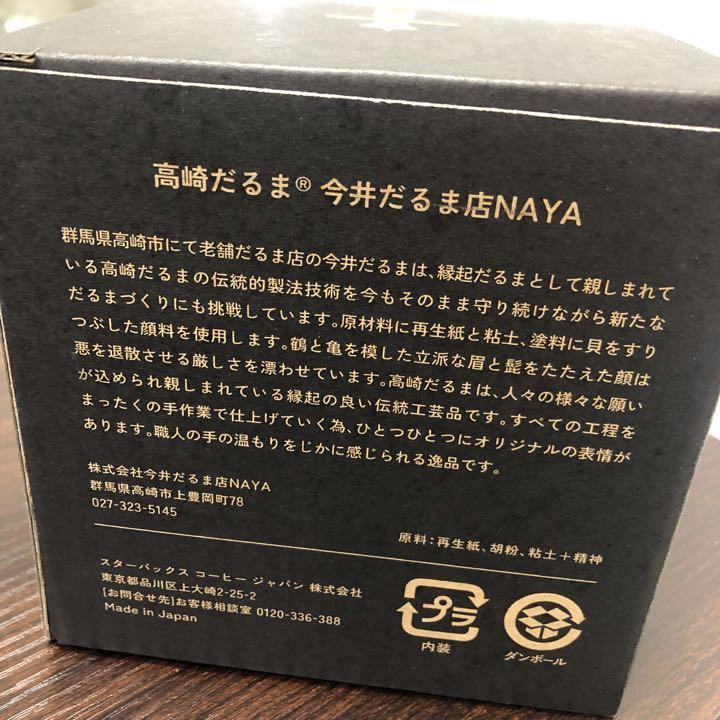 高崎だるま® 今井だるま店NAYA
群馬県高崎市にて老舗だるま店の今井だるまは、縁起だるまとして親しまれて
いる高崎だるまの伝統的製法技術を今もそのまま守り続けながら新たな
だるまづくりにも挑戦しています。原材料に再生紙と粘土、塗料に貝をすり
つぶした顔料を使用します。鶴と亀を模した立派な眉と髭をたたえた顔は
悪を退散させる厳しさを漂わせています。高崎だるまは、人々の様々な願い
が込められ親しまれている縁起の良い伝統工芸品です。すべての工程を
まったくの手作業で仕上げていく為、ひとつひとつにオリジナルの表情が
あります。職人の手の温もりをじかに感じられる逸品です。
株式会社今井だるま店NAYA
群馬県高崎市上豊岡町78
027-323-5145
原料：再生紙、胡粉、粘土＋精神
スターバックス コーヒー ジャパン 株式会社
東京都品川区上大崎2-25-2
[お問合せ先]お客様相談室 0120-336-388
Made in Japan
プラ
内装
ダンボール